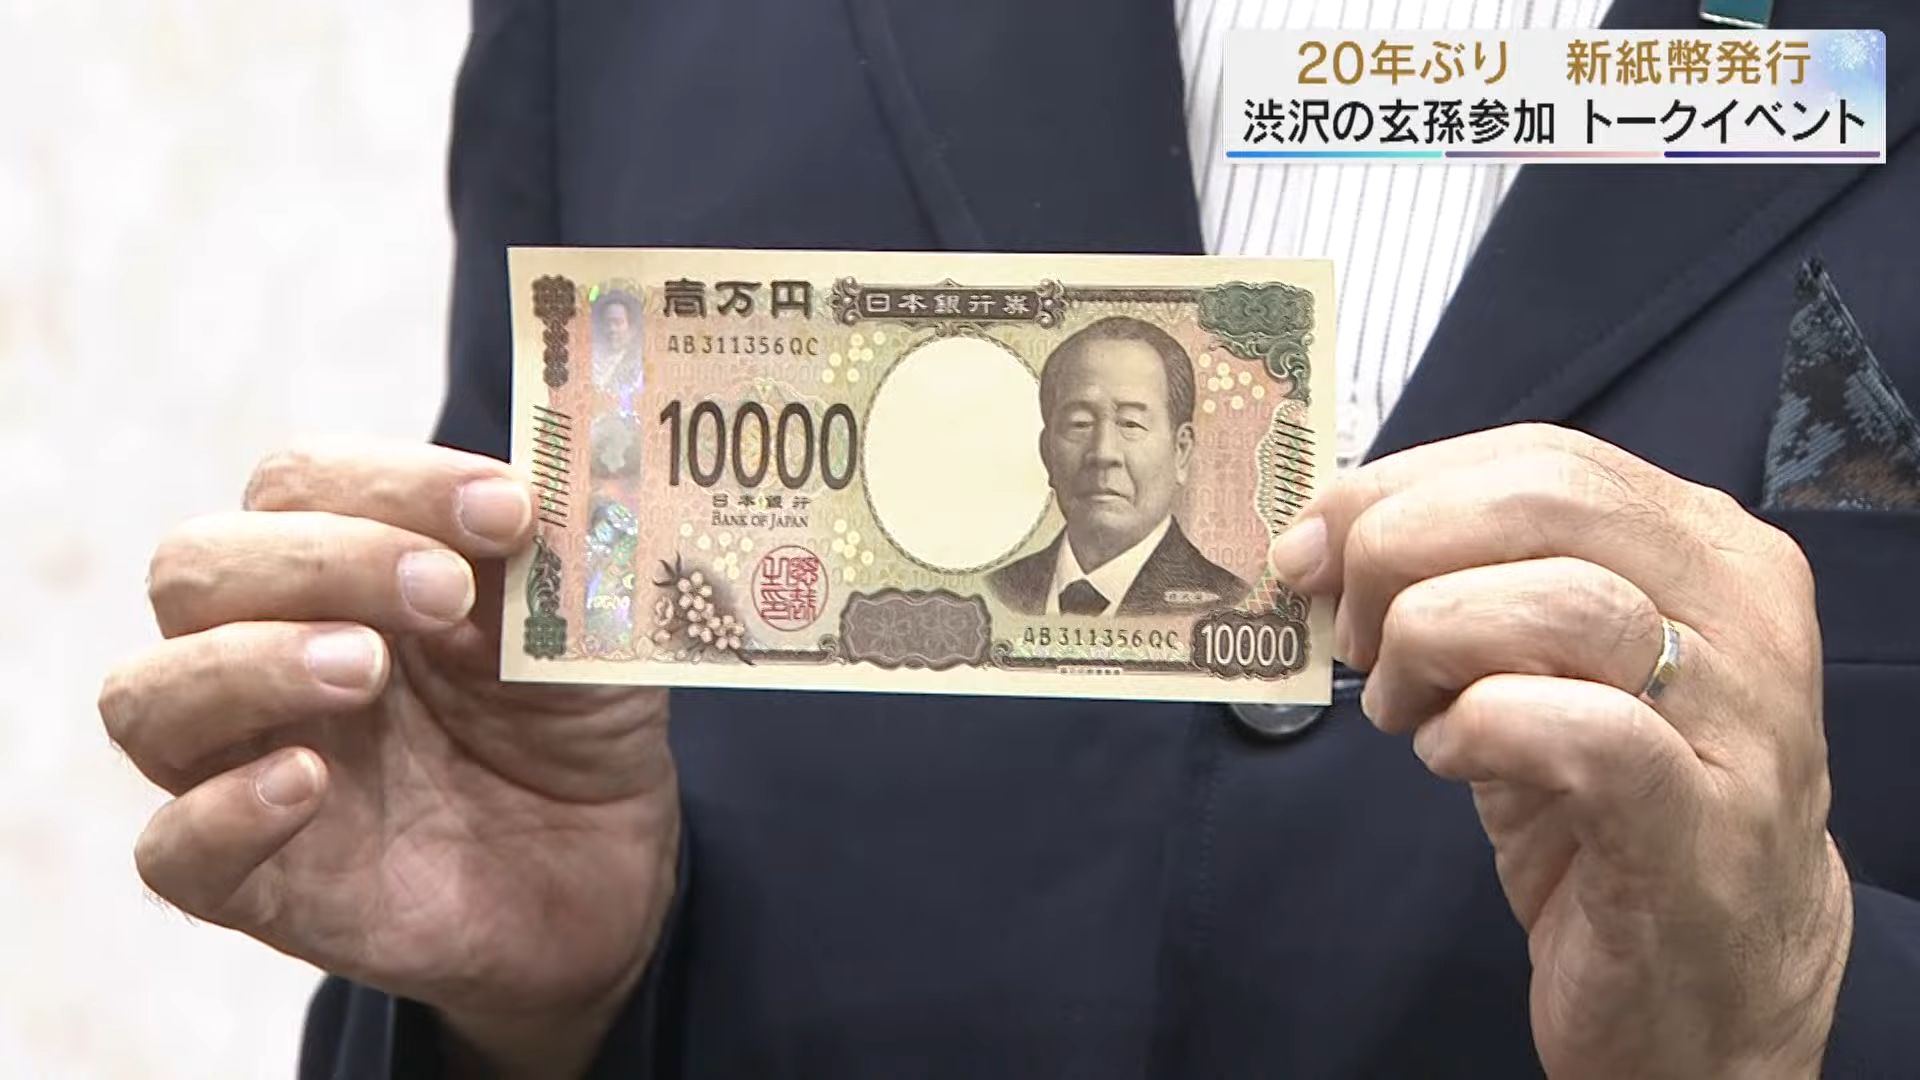 20年ぶり 新紙幣発行
渋沢の玄孫参加 トークイベント
壱万円
日本銀行券
AB311356QC
10000
日本銀行
BANK OF JAPAN
AB311356QC
10000